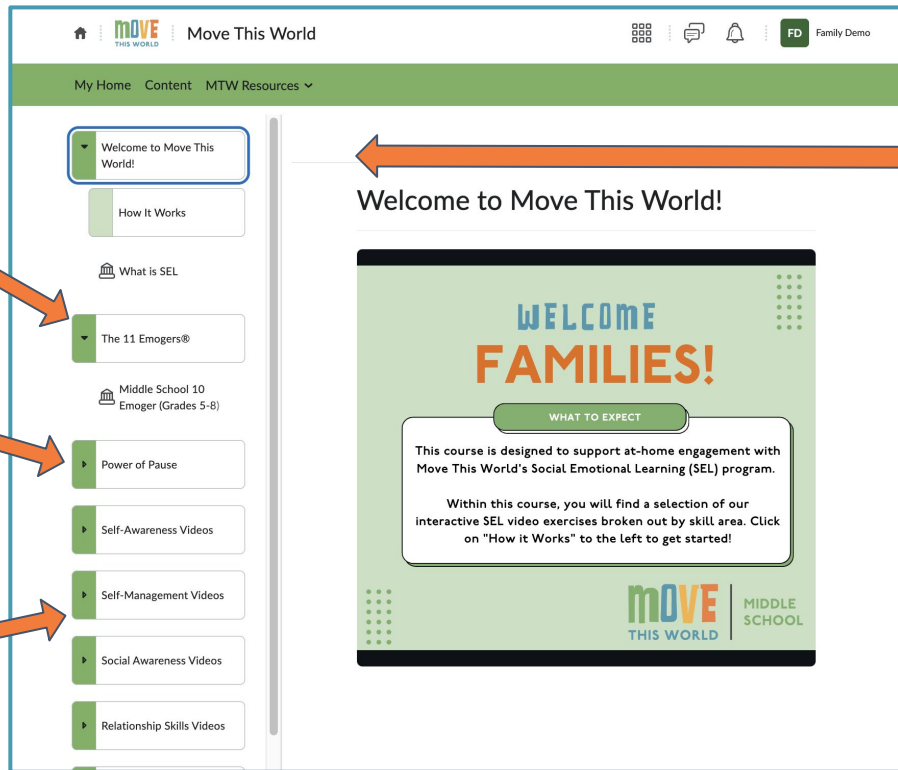 MOVE
THIS WORLD
Move This World
FD
Family Demo
My Home Content MTW Resources
Welcome to Move This
World!
How It Works
What is SEL
The 11 Emogers®
Middle School 10
Emoger (Grades 5-8)
Power of Pause
Self-Awareness Videos
Self-Management Videos
Social Awareness Videos
Relationship Skills Videos
Welcome to Move This World!
WELCOME
FAMILIES!
WHAT TO EXPECT
This course is designed to support at-home engagement with
Move This World's Social Emotional Learning (SEL) program.
Within this course, you will find a selection of our
interactive SEL video exercises broken out by skill area. Click
on "How it Works" to the left to get started!
MOVE
THIS WORLD
MIDDLE
SCHOOL